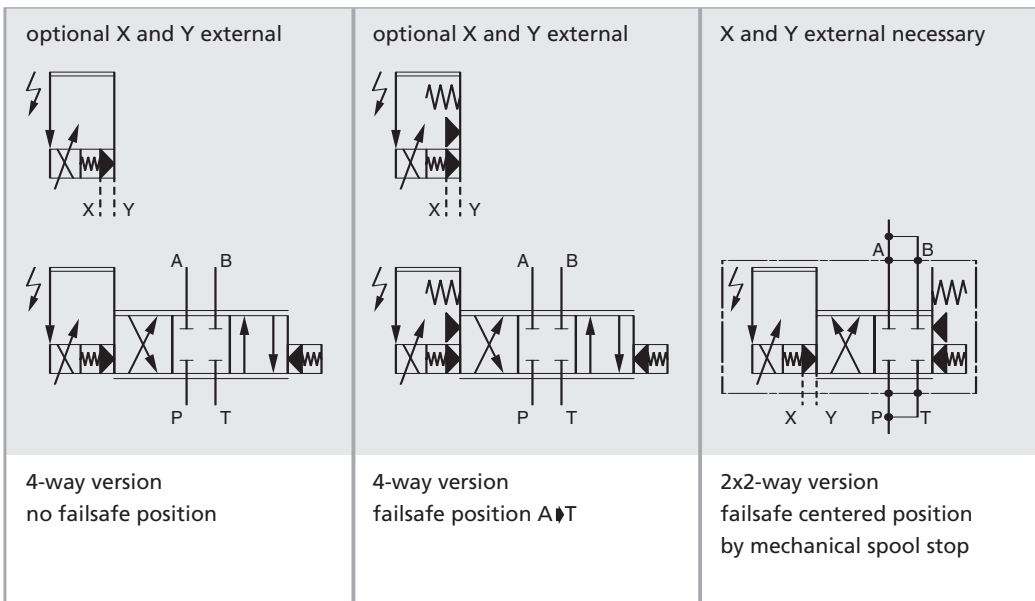 optional X and Y external
X Y
A B
P T
4-way version
no failsafe position
optional X and Y external
X Y
A B
P T
4-way version
failsafe position A➧T
X and Y external necessary
A B
X Y P T
2x2-way version
failsafe centered position
by mechanical spool stop